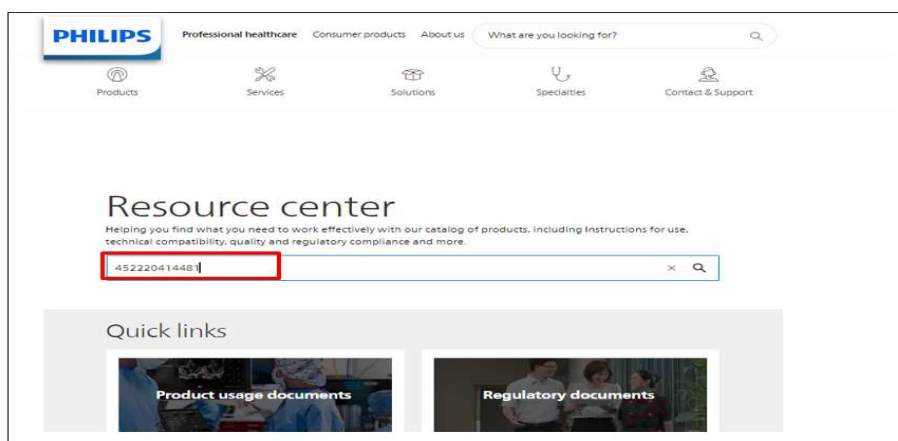 PHILIPS
Professional healthcare Consumer products About us What are you looking for?
Products Services Solutions Specialties Contact & Support
Resource center
Helping you find what you need to work effectively with our catalog of products, including Instructions for use,
technical compatibility, quality and regulatory compliance and more.
452220414481
Quick links
Product usage documents Regulatory documents